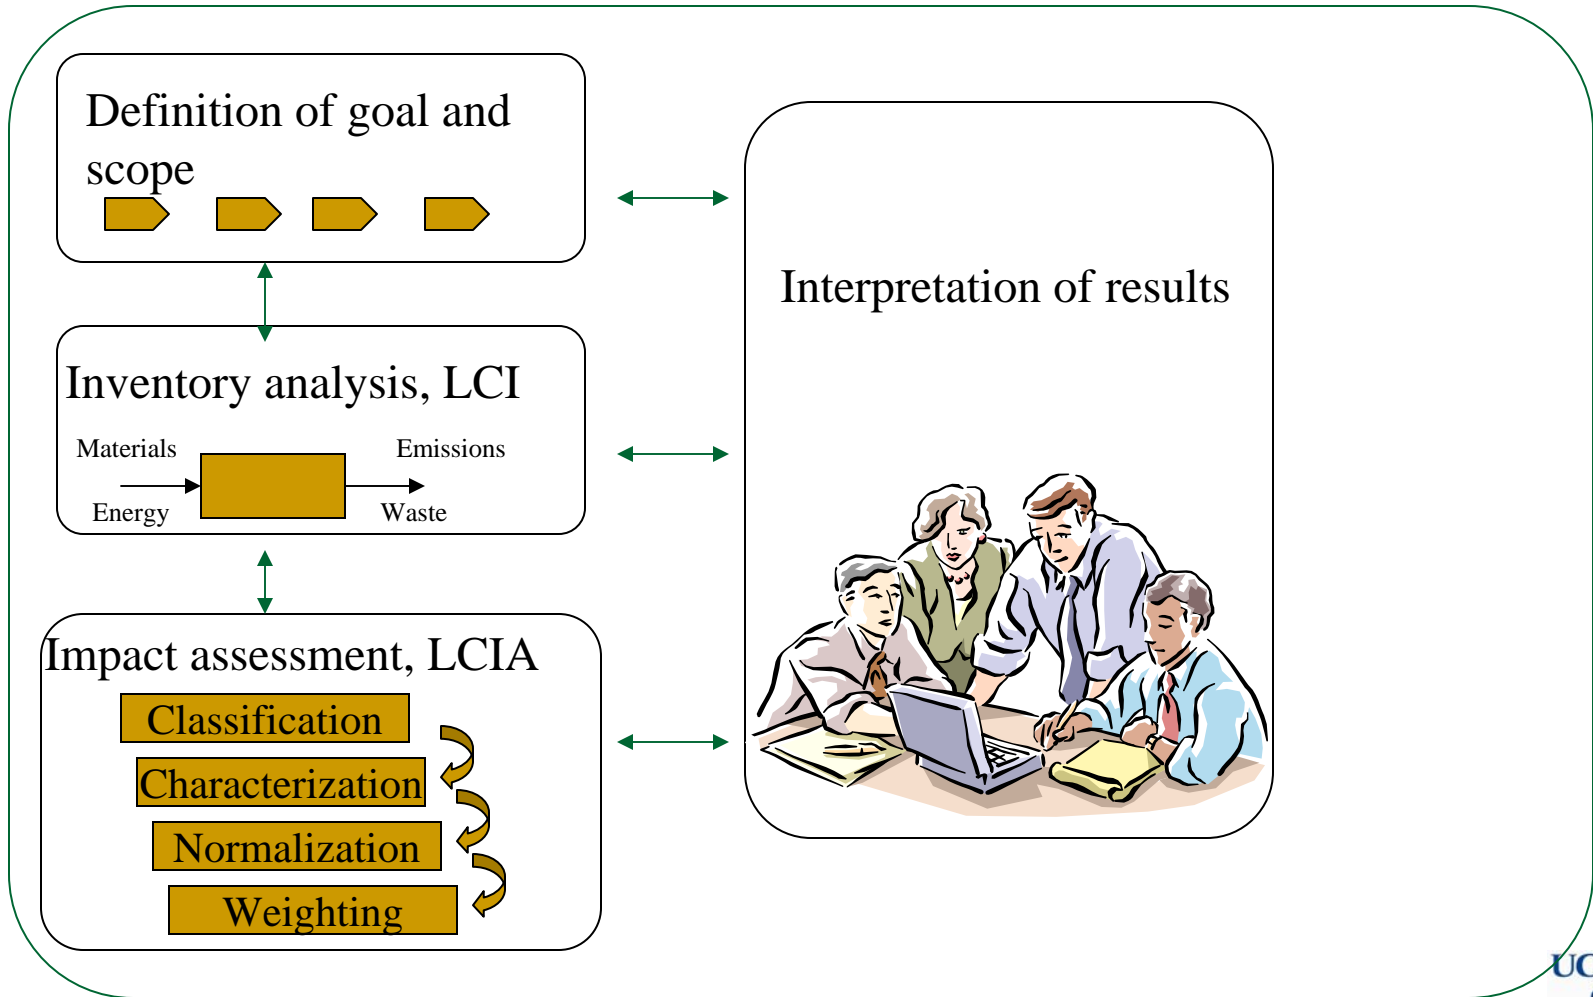 Definition of goal and
scope
Interpretation of results
Inventory analysis, LCI
Materials
Emissions
Energy
Waste
Impact assessment, LCIA
Classification
Characterization
Normalization
Weighting
UC